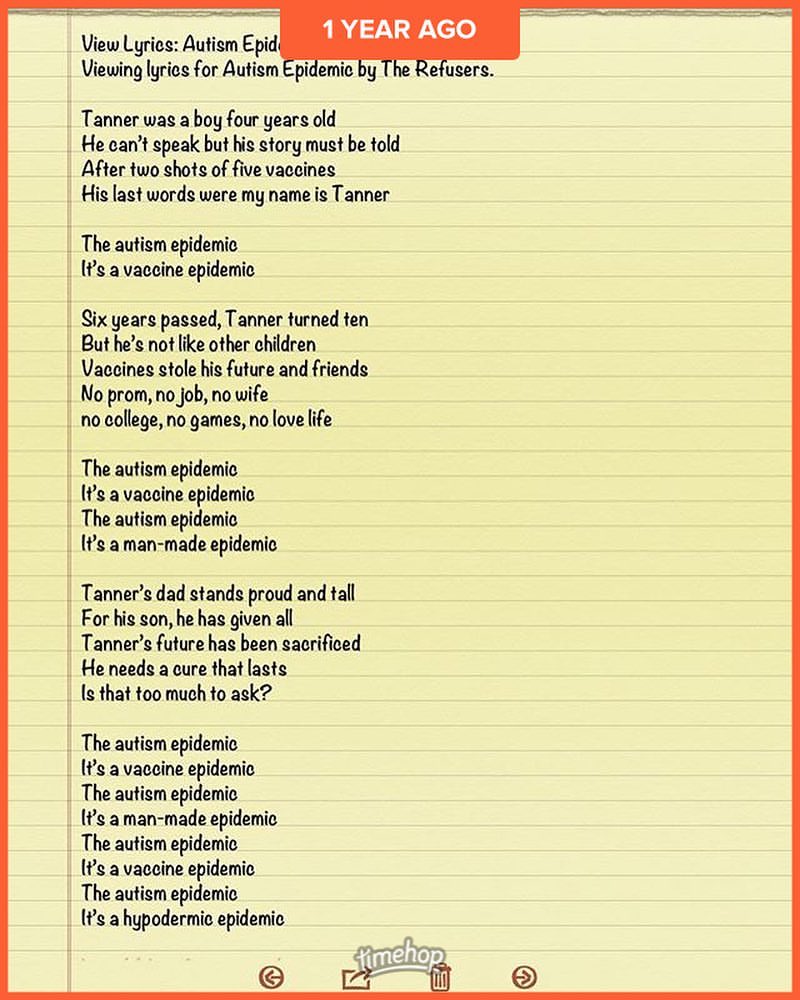 1 YEAR AGO
View Lyrics: Autism
Viewing lyrics for Autism Epidemic by The Refusers.
Tanner was a boy four years old
He can't speak but his story must be told
After two shots of five vaccines
His last words were my name is Tanner
The autism epidemic
It's a vaccine epidemic
Six years passed, Tanner turned ten
But he's not like other children
Vaccines stole his future and friends
No prom, no job, no wife
no college, no games, no love life
The autism epidemic
It's a vaccine epidemic
The autism epidemic
It's a man-made epidemic
Tanner's dad stands proud and tall
For his son, he has given all
Tanner's future has been sacrificed
He needs a cure that lasts
Is that too much to ask?
The autism epidemic
It's a vaccine epidemic
The autism epidemic
It's a man-made epidemic
The autism epidemic
It's a vaccine epidemic
The autism epidemic
It's a hypodermic epidemic
timehop